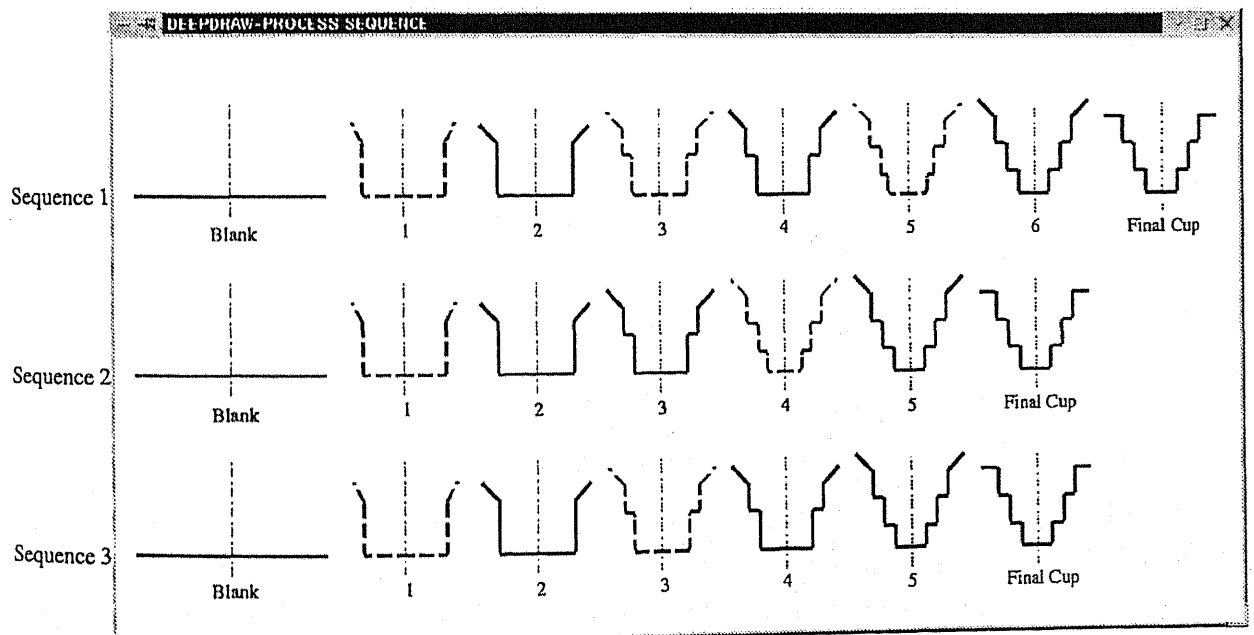 DEEPDRAW-PROCESS SEQUENCE
Sequence 1
Blank 1 2 3 4 5 6 Final Cup
Sequence 2
Blank 1 2 3 4 5 Final Cup
Sequence 3
Blank 1 2 3 4 5 Final Cup